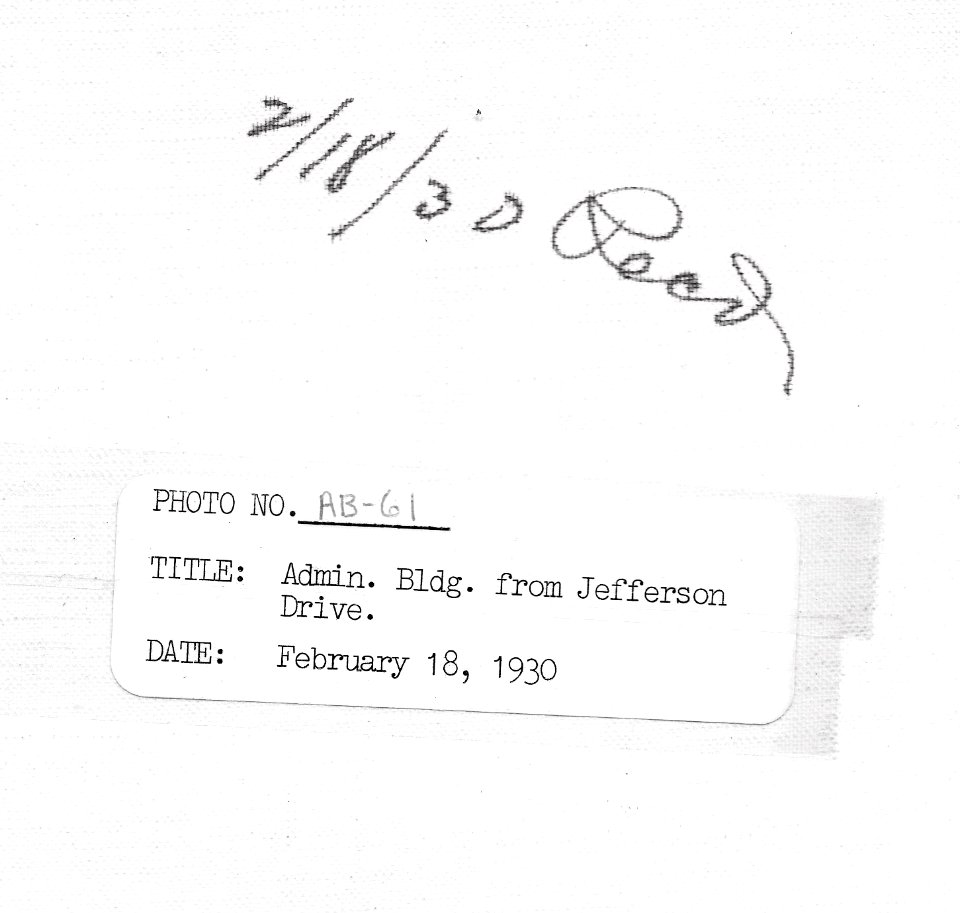 2/18/30 Reed
PHOTO NO. AB-61
TITLE: Admin. Bldg. from Jefferson
Drive.
DATE: February 18, 1930